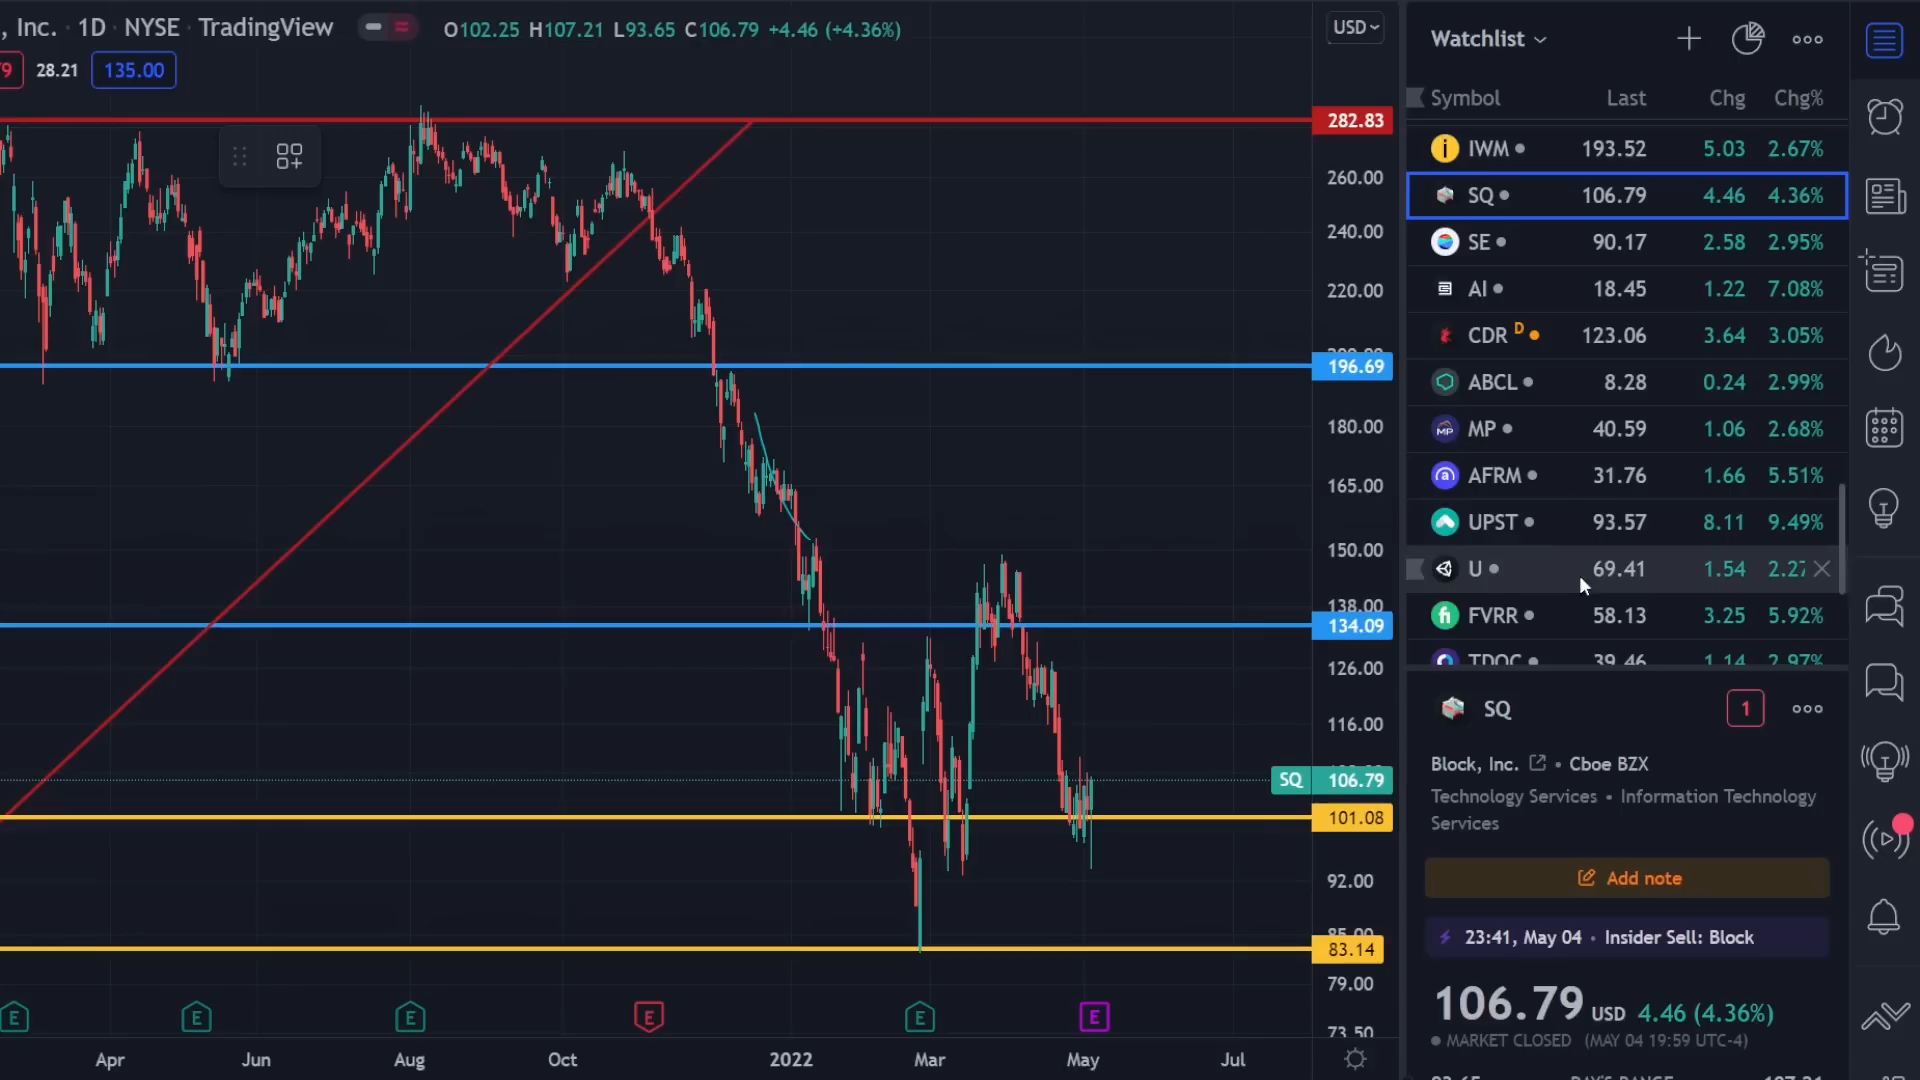 , Inc. · 1D · NYSE · TradingView
O102.25 H107.21 L93.65 C106.79 +4.46 (+4.36%)
USD
28.21
135.00
282.83
260.00
240.00
220.00
196.69
180.00
165.00
150.00
138.00
134.09
126.00
116.00
SQ 106.79
101.08
92.00
83.14
79.00
73.50
E
E
E
E
E
E
Apr
Jun
Aug
Oct
2022
Mar
May
Jul
Watchlist
Symbol Last Chg Chg%
IWM 193.52 5.03 2.67%
SQ 106.79 4.46 4.36%
SE 90.17 2.58 2.95%
AI 18.45 1.22 7.08%
CDR D 123.06 3.64 3.05%
ABCL 8.28 0.24 2.99%
MP 40.59 1.06 2.68%
AFRM 31.76 1.66 5.51%
UPST 93.57 8.11 9.49%
U 69.41 1.54 2.27
FVRR 58.13 3.25 5.92%
TDOC 39.46 1.14 2.97%
SQ
1
Block, Inc. • Cboe BZX
Technology Services • Information Technology
Services
Add note
23:41, May 04 · Insider Sell: Block
106.79 USD 4.46 (4.36%)
MARKET CLOSED (MAY 04 19:59 UTC-4)
93.65 DAY'S RANGE 107.21